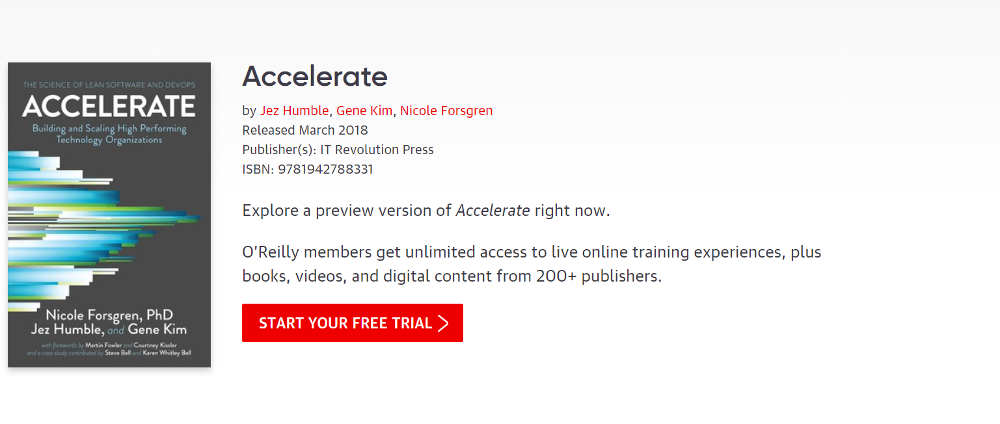 THE SCIENCE OF LEAN SOFTWARE AND DEVOPS
ACCELERATE
Building and Scaling High Performing
Technology Organizations
Nicole Forsgren, PhD
Jez Humble, and Gene Kim
with forewords by Martin Fowler and Courtney Kissler
and a case study contributed by Steve Bell and Karen Whitley Bell
Accelerate
by Jez Humble, Gene Kim, Nicole Forsgren
Released March 2018
Publisher(s): IT Revolution Press
ISBN: 9781942788331
Explore a preview version of Accelerate right now.
O’Reilly members get unlimited access to live online training experiences, plus
books, videos, and digital content from 200+ publishers.
START YOUR FREE TRIAL